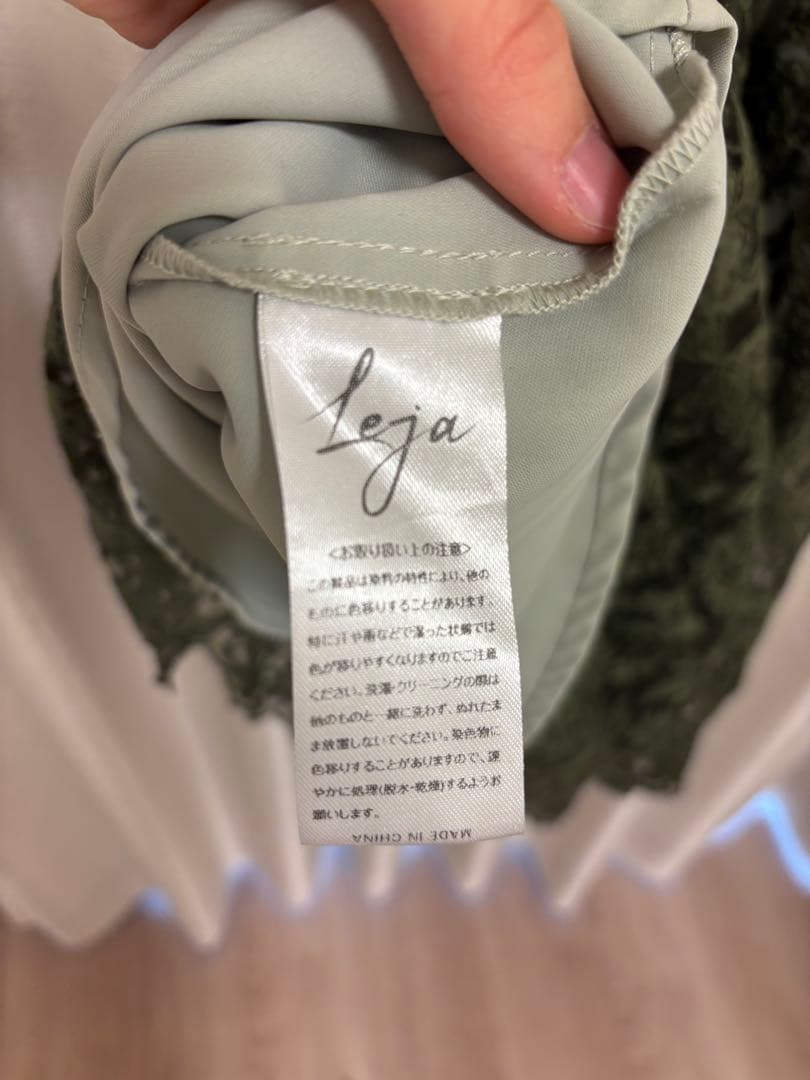 Leja
<お取り扱い上の注意>
この製品は染料の特性により、他の
ものに色移りすることがあります。
特に汗や雨などで湿った状態では
色が移りやすくなりますのでご注意
ください。洗濯・クリーニングの際は
他のものと一緒に洗わず、ぬれたま
ま放置しないでください。染色物に
色移りすることがありますので、速
やかに処理(脱水・乾燥)するようお
願いします。
MADE IN CHINA